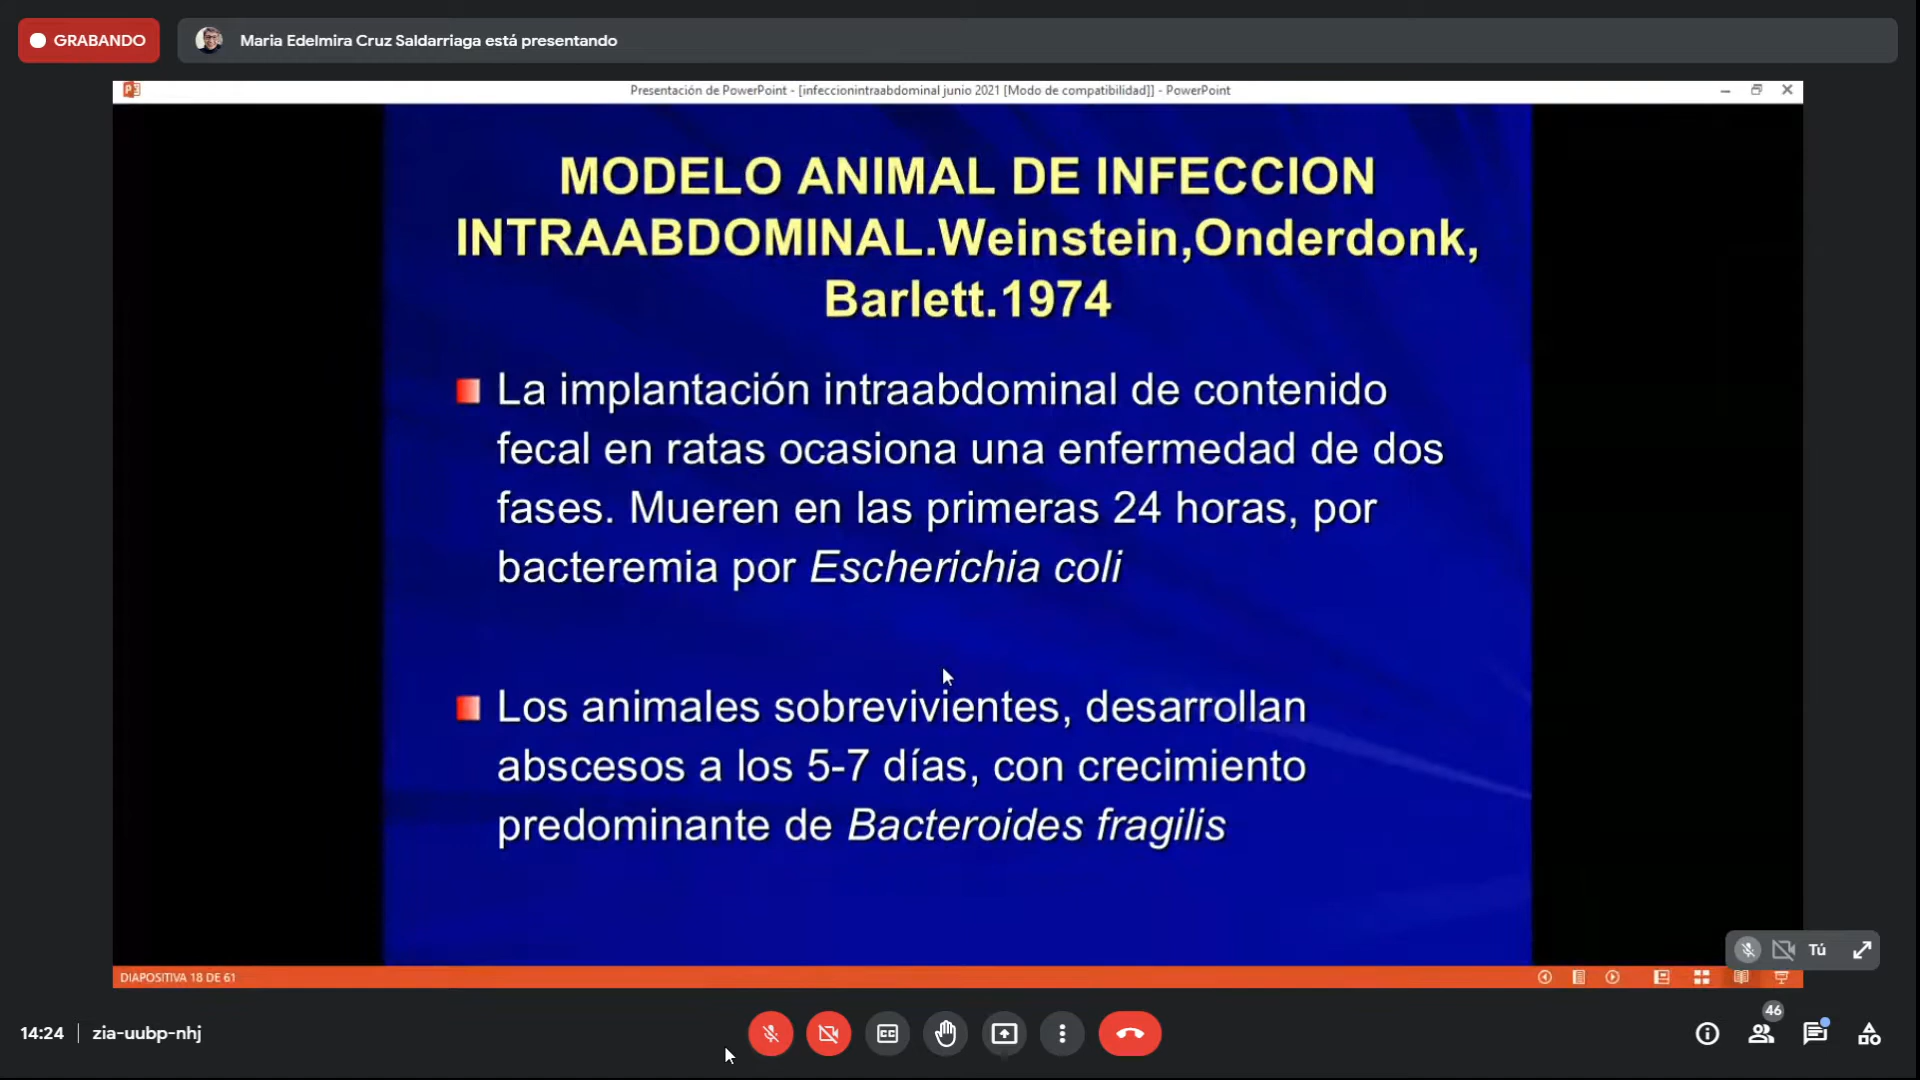 GRABANDO
Maria Edelmira Cruz Saldarriaga está presentando
Presentación de PowerPoint - [infeccionintraabdominal junio 2021 [Modo de compatibilidad]] - PowerPoint
MODELO ANIMAL DE INFECCION
INTRAABDOMINAL.Weinstein,Onderdonk,
Barlett.1974
La implantación intraabdominal de contenido
fecal en ratas ocasiona una enfermedad de dos
fases. Mueren en las primeras 24 horas, por
bacteremia por Escherichia coli
Los animales sobrevivientes, desarrollan
abscesos a los 5-7 días, con crecimiento
predominante de Bacteroides fragilis
Tú
DIAPOSITIVA 18 DE 61
14:24 | zia-uubp-nhj
CC
46